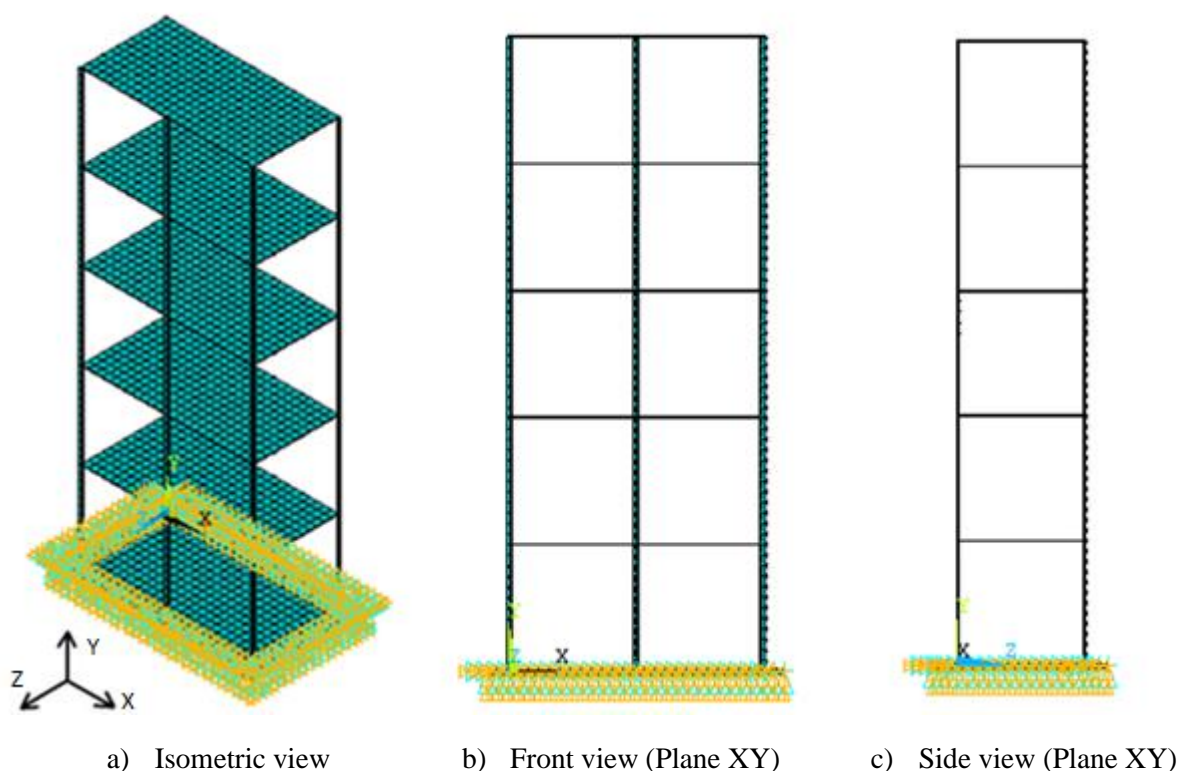 X
Y
Z
X
Y
Z
X
Y
X
Z
a) Isometric view
b) Front view (Plane XY)
c) Side view (Plane XY)